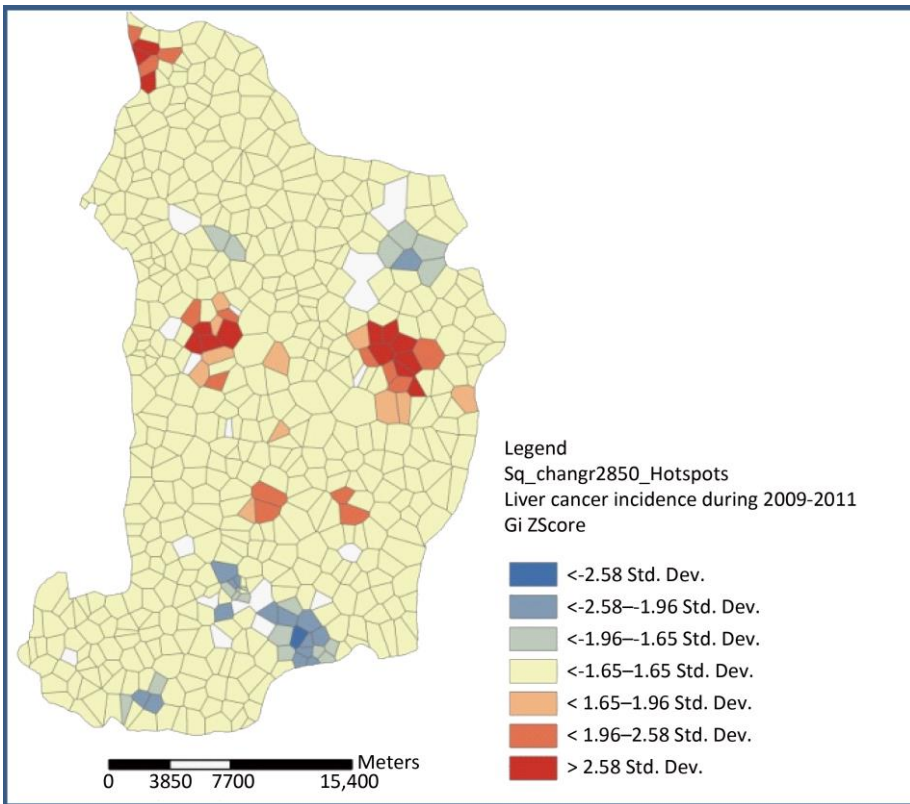 Legend
Sq_changr2850_Hotspots
Liver cancer incidence during 2009-2011
Gi ZScore
<-2.58 Std. Dev.
<-2.58–-1.96 Std. Dev.
<-1.96–-1.65 Std. Dev.
<-1.65–1.65 Std. Dev.
< 1.65–1.96 Std. Dev.
< 1.96–2.58 Std. Dev.
> 2.58 Std. Dev.
Meters
0 3850 7700 15,400